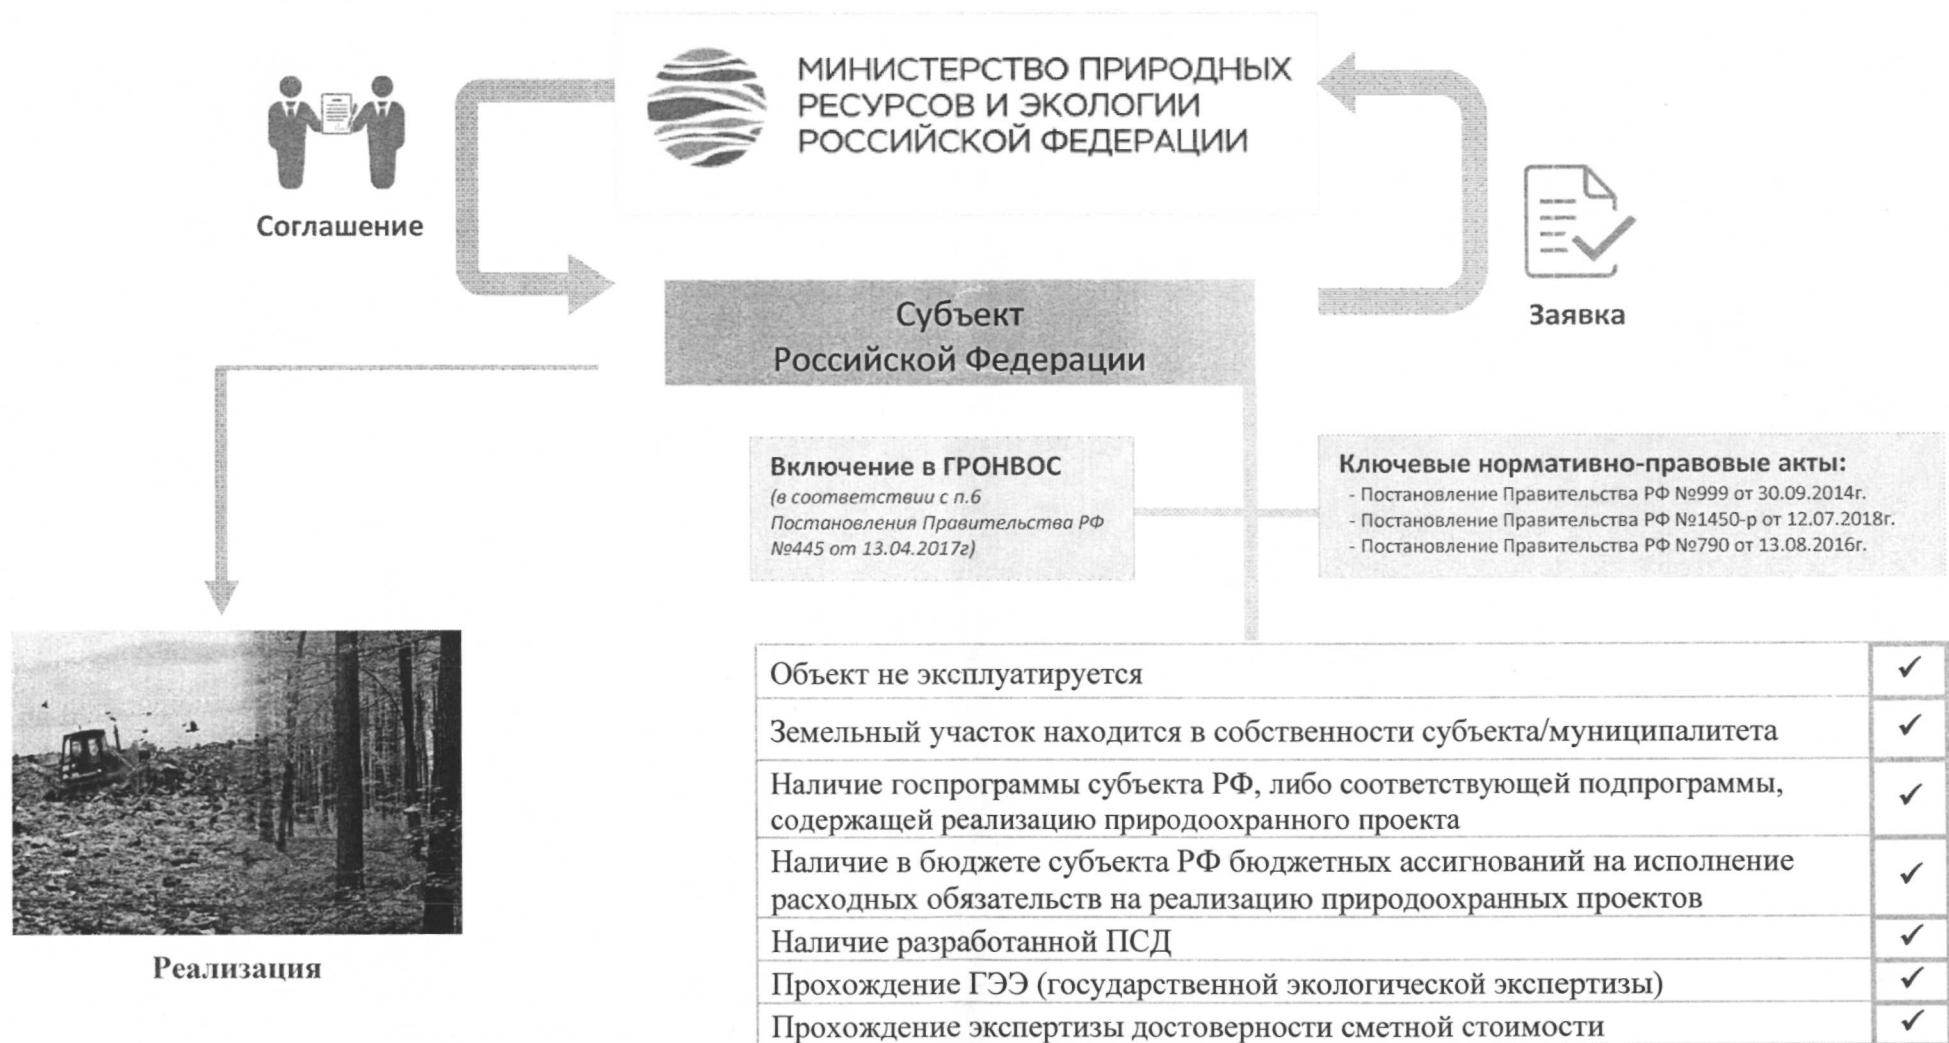 МИНИСТЕРСТВО ПРИРОДНЫХ
РЕСУРСОВ И ЭКОЛОГИИ
РОССИЙСКОЙ ФЕДЕРАЦИИ
Соглашение
Заявка
Субъект
Российской Федерации
Включение в ГРОНВОС
(в соответствии с п.6
Постановления Правительства РФ
№445 от 13.04.2017г)
Ключевые нормативно-правовые акты:
- Постановление Правительства РФ №999 от 30.09.2014г.
- Постановление Правительства РФ №1450-р от 12.07.2018г.
- Постановление Правительства РФ №790 от 13.08.2016г.
Реализация
Объект не эксплуатируется ✓
Земельный участок находится в собственности субъекта/муниципалитета ✓
Наличие госпрограммы субъекта РФ, либо соответствующей подпрограммы,
содержащей реализацию природоохранного проекта ✓
Наличие в бюджете субъекта РФ бюджетных ассигнований на исполнение
расходных обязательств на реализацию природоохранных проектов ✓
Наличие разработанной ПСД ✓
Прохождение ГЭЭ (государственной экологической экспертизы) ✓
Прохождение экспертизы достоверности сметной стоимости ✓